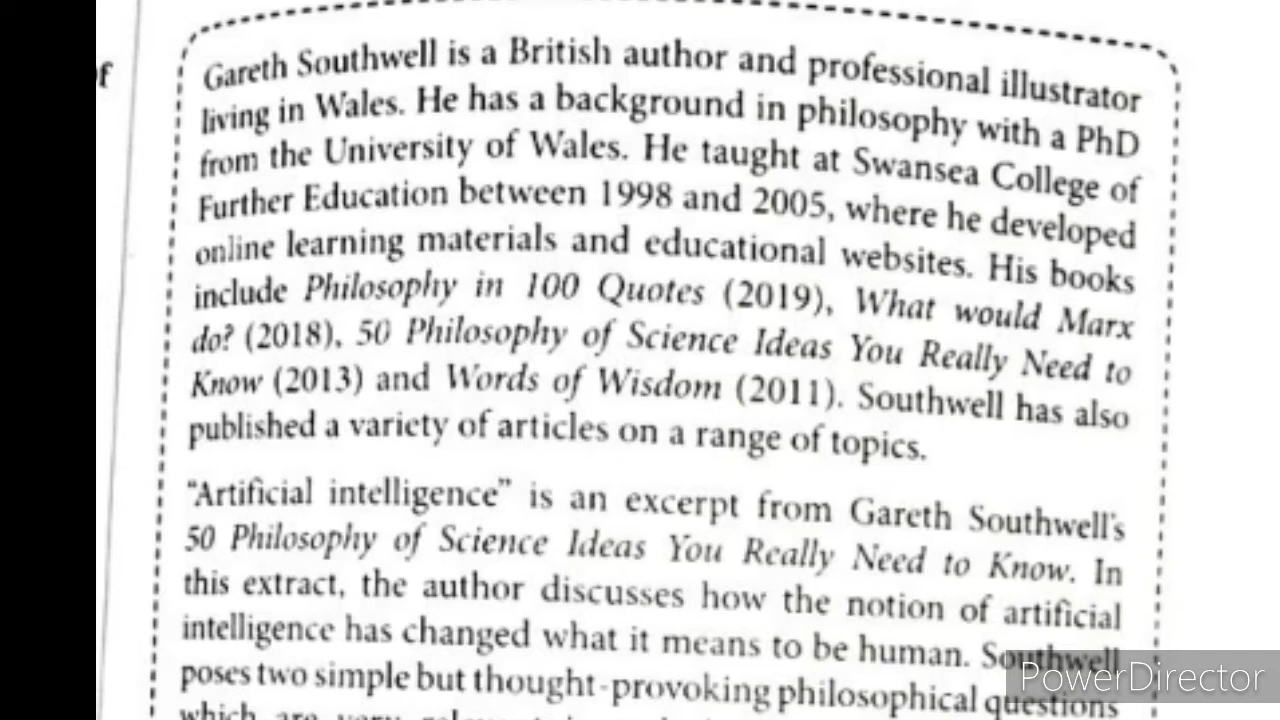 of
Gareth Southwell is a British author and professional illustrator
living in Wales. He has a background in philosophy with a PhD
from the University of Wales. He taught at Swansea College of
Further Education between 1998 and 2005, where he developed
online learning materials and educational websites. His books
include Philosophy in 100 Quotes (2019), What would Marx
do? (2018), 50 Philosophy of Science Ideas You Really Need to
Know (2013) and Words of Wisdom (2011). Southwell has also
published a variety of articles on a range of topics.
“Artificial intelligence” is an excerpt from Gareth Southwell's
50 Philosophy of Science Ideas You Really Need to Know. In
this extract, the author discusses how the notion of artificial
intelligence has changed what it means to be human. Southwell
poses two simple but thought-provoking philosophical questions
which are very relevant
PowerDirector